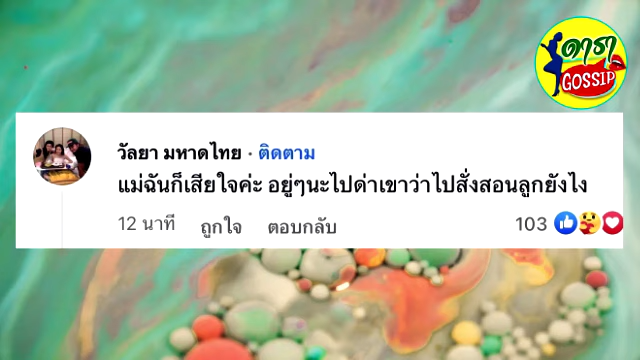 ดารา
GOSSIP
วัลยา มหาดไทย · ติดตาม
แม่ฉันก็เสียใจค่ะ อยู่ๆนะไปด่าเขาว่าไปสั่งสอนลูกยังไง
12 นาที ถูกใจ ตอบกลับ 103